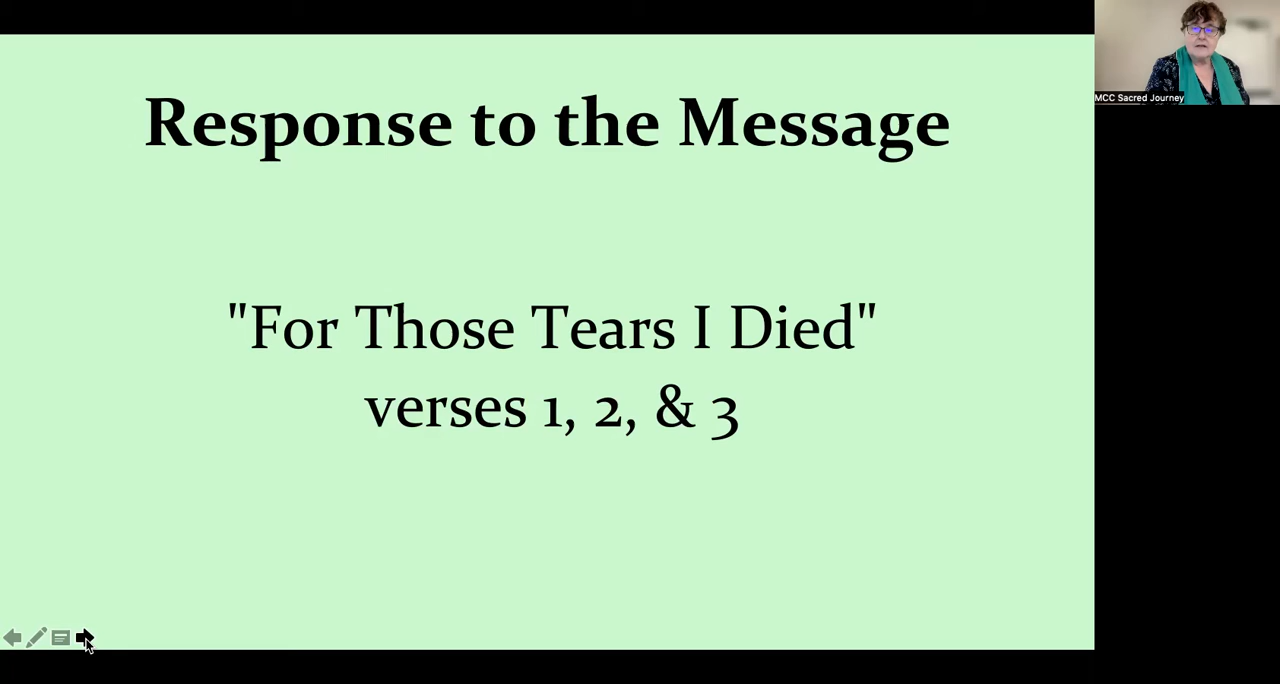 Response to the Message
"For Those Tears I Died"
verses 1, 2, & 3
MCC Sacred Journey